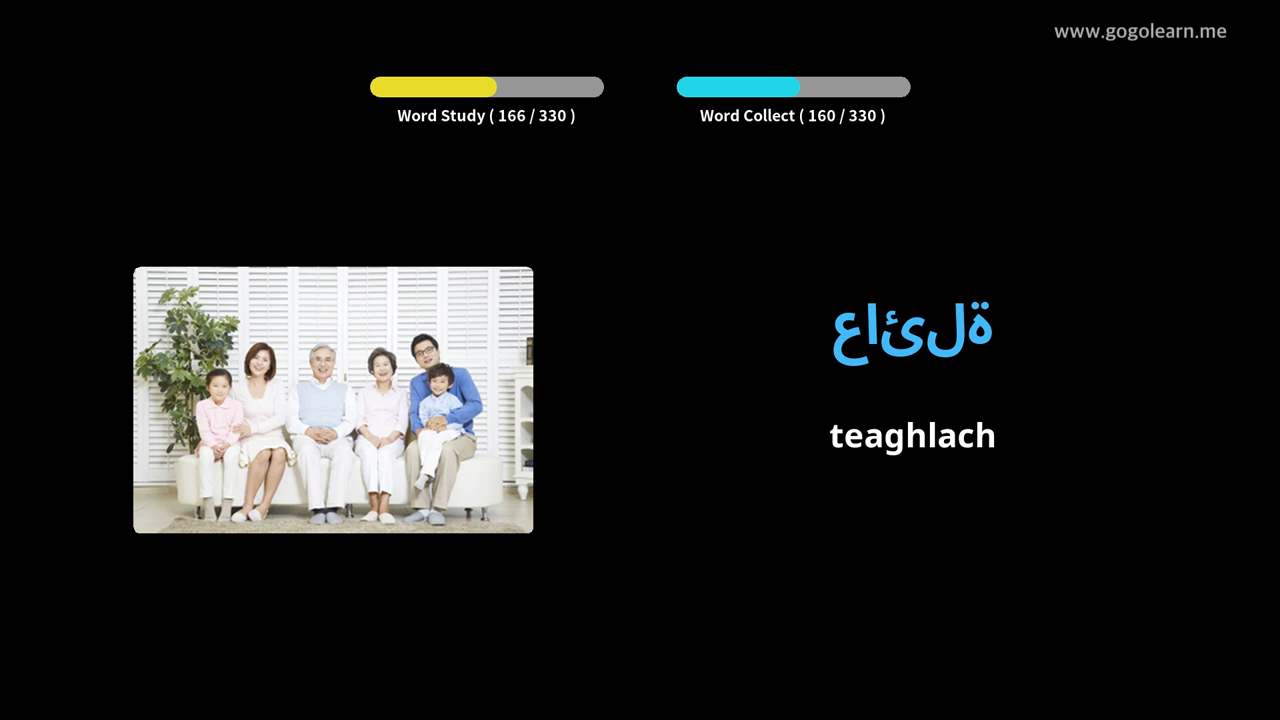 www.gogolearn.me
Word Study ( 166 / 330 )
Word Collect ( 160 / 330 )
عائلة
teaghlach